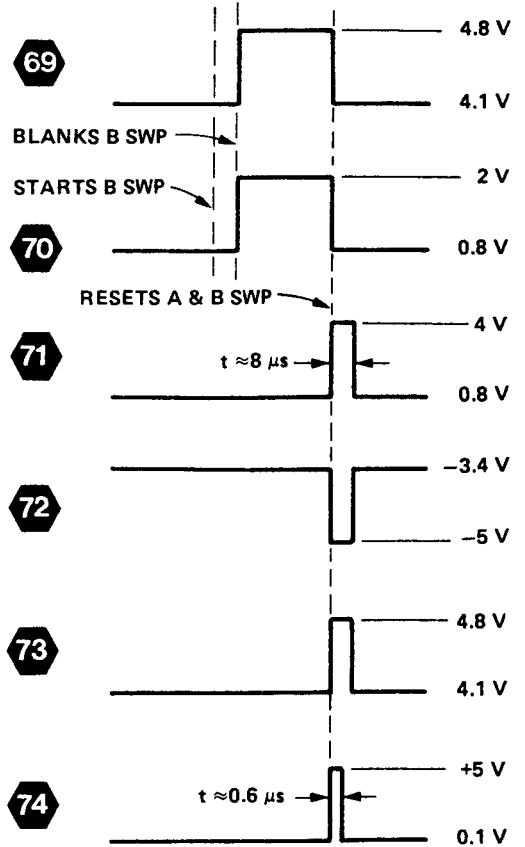 4.8 V
69
4.1 V
BLANKS B SWP
2 V
STARTS B SWP
70
0.8 V
RESETS A & B SWP
4 V
71
t ≈8 μs
0.8 V
−3.4 V
72
−5 V
4.8 V
73
4.1 V
+5 V
t ≈0.6 μs
74
0.1 V